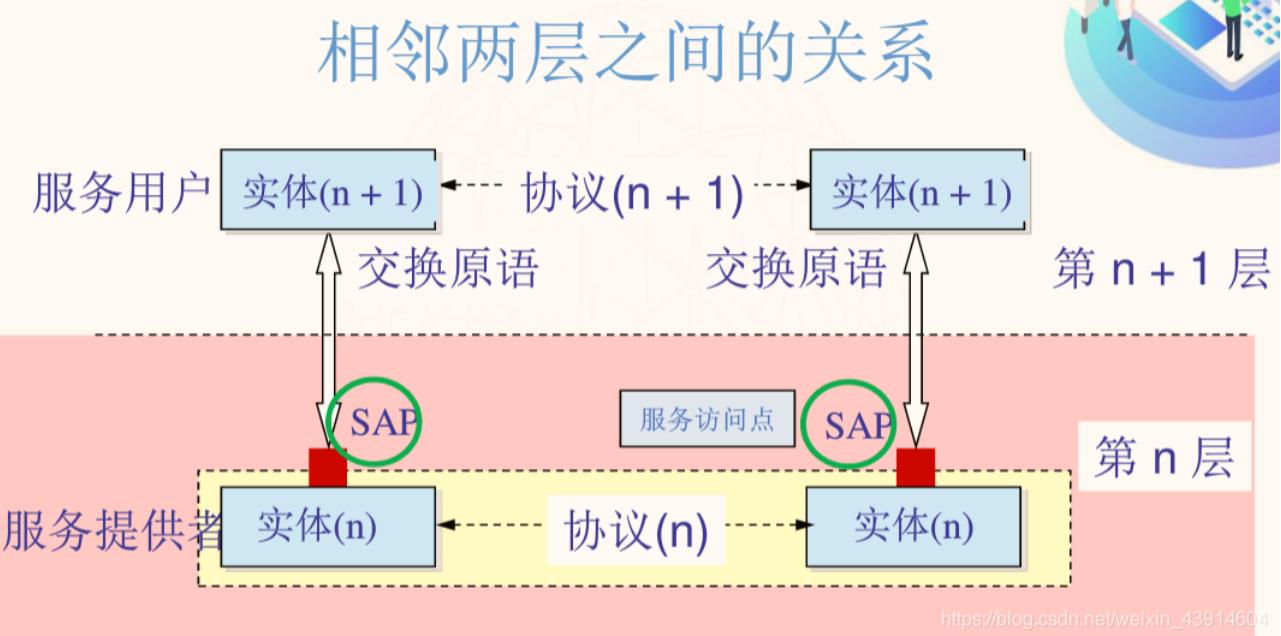 相邻两层之间的关系
服务用户 实体(n + 1) 协议(n + 1) 实体(n + 1)
交换原语 交换原语 第 n + 1 层
SAP 服务访问点 SAP
第 n 层
服务提供者 实体(n) 协议(n) 实体(n)
https://blog.csdn.net/weixin_43914604